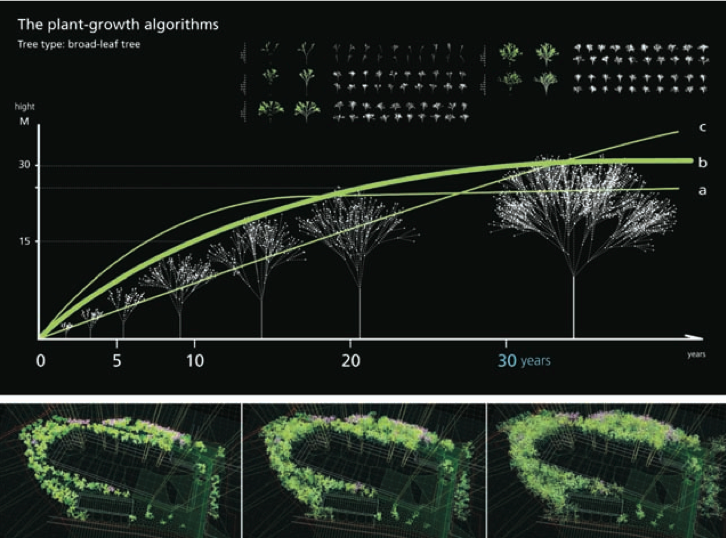 The plant-growth algorithms
Tree type: broad-leaf tree
hight
M
c
30
b
a
15
0
5
10
20
30 years
years